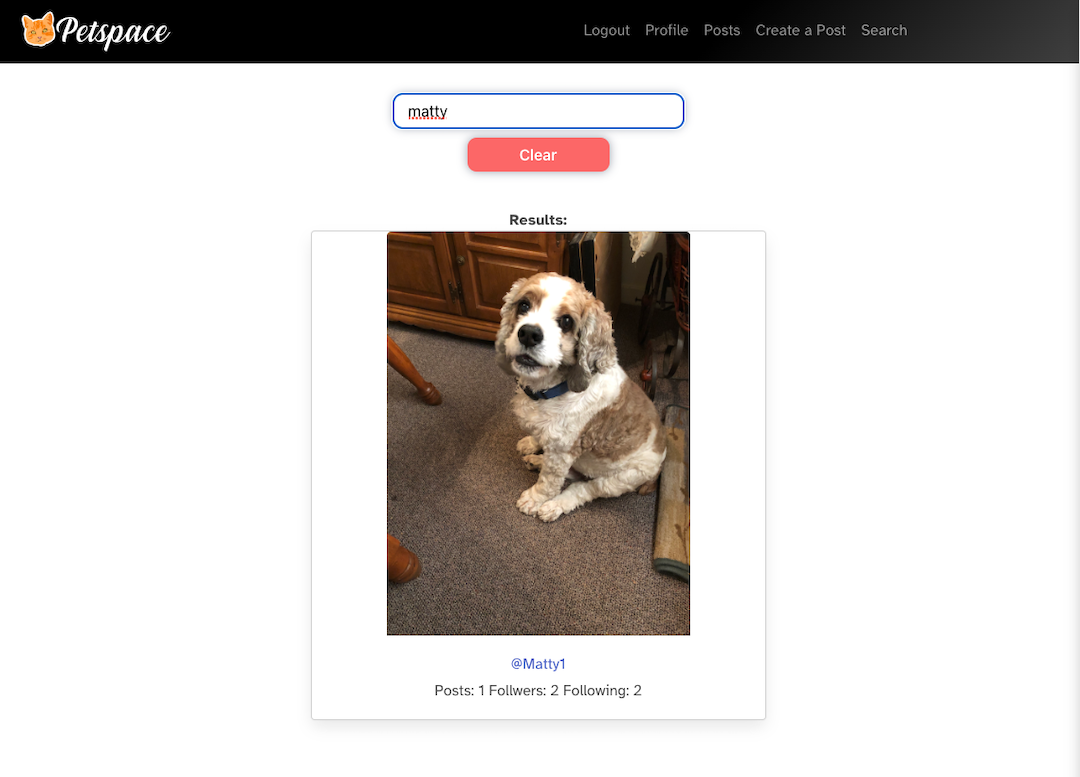 Petspace
Logout Profile Posts Create a Post Search
matty
Clear
Results:
@Matty1
Posts: 1 Follwers: 2 Following: 2